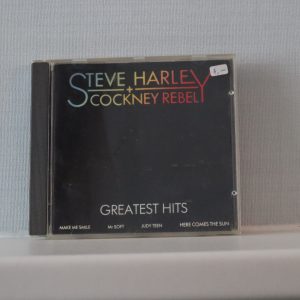 STEVE HARLEY
+
COCKNEY REBEL
GREATEST HITS
MAKE ME SMILE Mr SOFT JUDY TEEN HERE COMES THE SUN